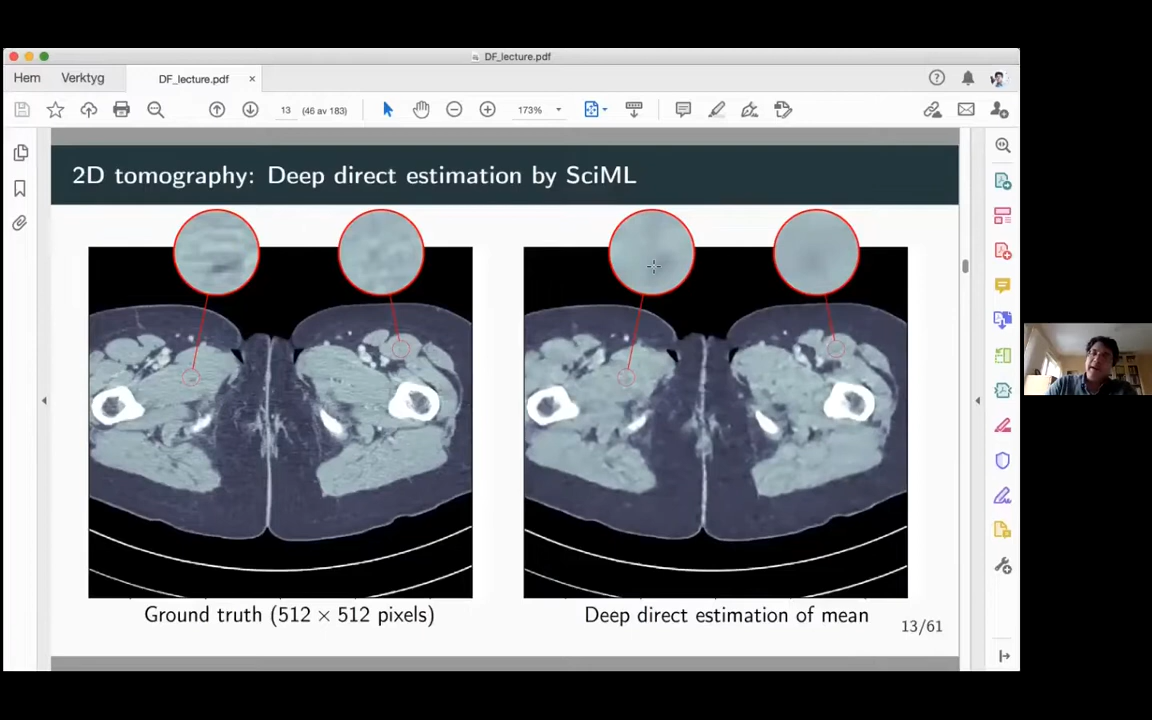 DF_lecture.pdf
Hem Verktyg DF_lecture.pdf ×
13 (46 av 183) 173%
2D tomography: Deep direct estimation by SciML
Ground truth (512 × 512 pixels) Deep direct estimation of mean
13/61